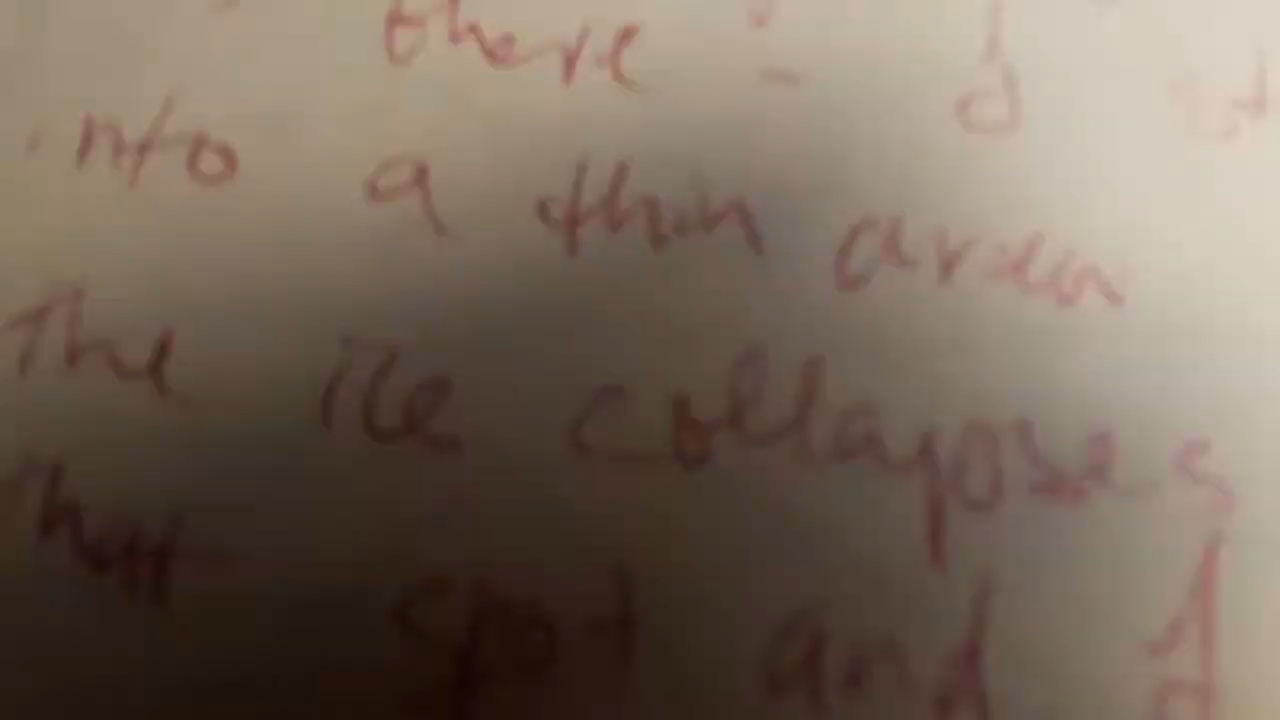 there
into a thin area
The ice collapses
that
spot and